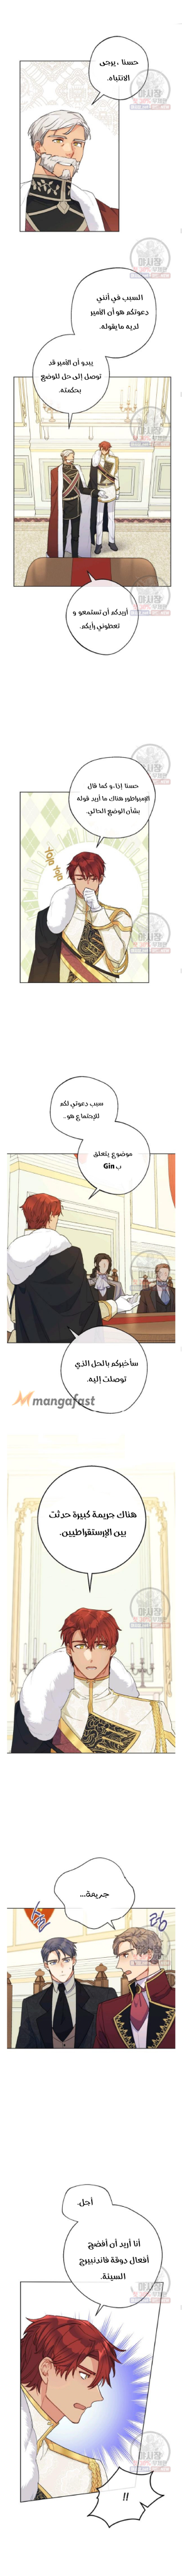 حسنا ، يرجى
الانتباه.
السبب في أنني
دعوتكم هو أن الأمير
لديه مايقوله.
يبدو أن الأمير قد
توصل إلى حل للوضع
بحكمته.
أريدكم أن تستمعو و
تعطوني رأيكم.
حسنا إذا،و كما قال
الإمبراطور هناك ما أريد قوله
بشأن الوضع الحالي.
سبب دعوتي لكم
للإجتماع هو..
موضوع يتعلق
ب Gin
سأخبركم بالحل الذي
توصلت إليه.
mangafast
هناك جريمة كبيرة حدثت
بين الإرستقراطيين.
جريمة...
أجل.
أنا أريد أن أفضح
أفعال دوقة فاندنبيرج
السيئة.
!!